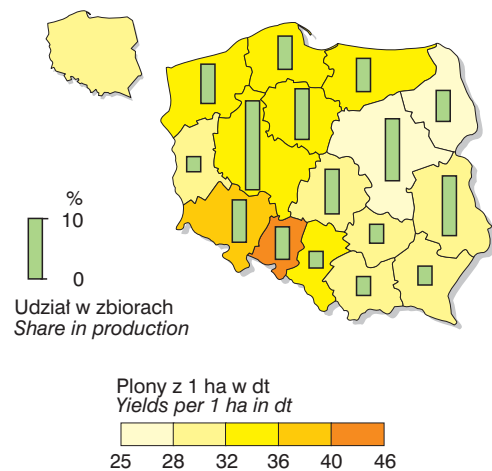 %
10
0
Udział w zbiorach
Share in production
Plony z 1 ha w dt
Yields per 1 ha in dt
25 28 32 36 40 46